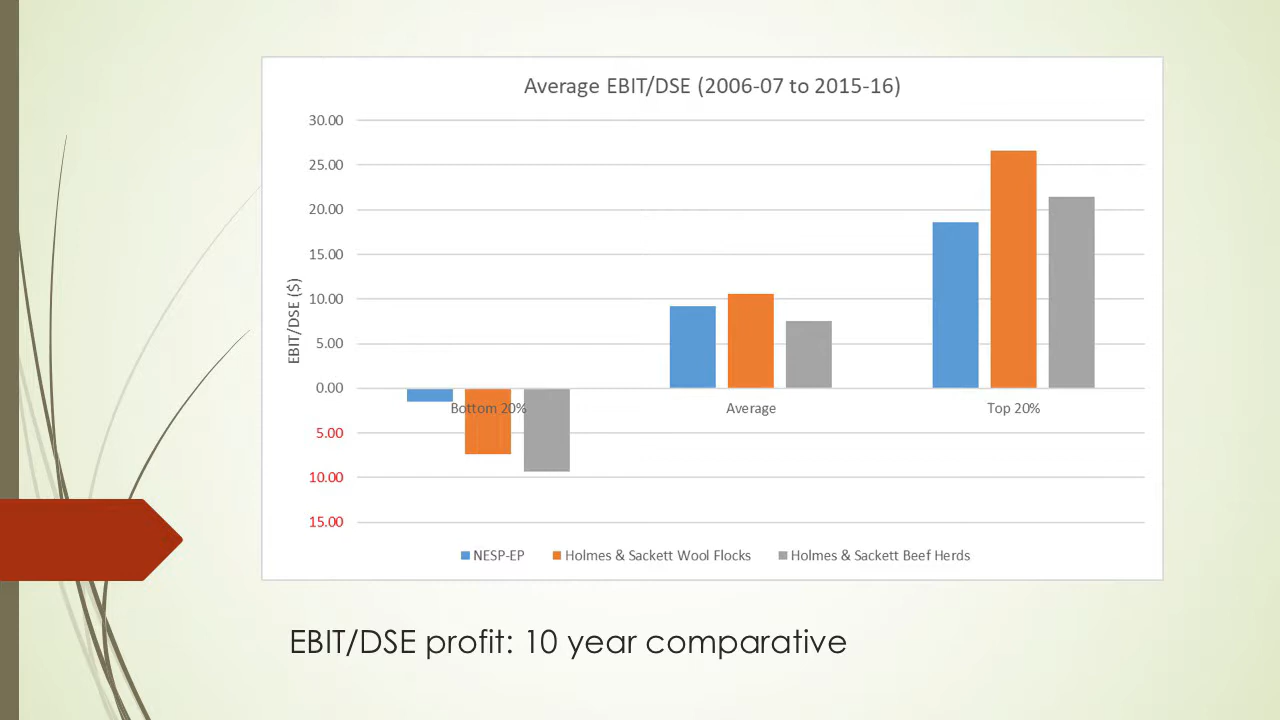 Average EBIT/DSE (2006-07 to 2015-16)
30.00
25.00
20.00
15.00
10.00
5.00
0.00
5.00
10.00
15.00
EBIT/DSE ($)
Bottom 20% Average Top 20%
NESP-EP Holmes & Sackett Wool Flocks Holmes & Sackett Beef Herds
EBIT/DSE profit: 10 year comparative